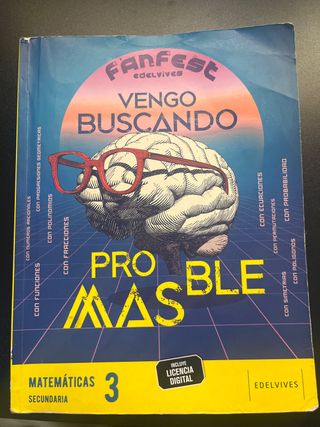 FANFEST
EDELVIVES
VENGO
BUSCANDO
CON FUNCIONES
CON NÚMEROS RACIONALES
CON PROGRESIONES GEOMÉTRICAS
CON POLINOMIOS
CON FRACCIONES
CON ECUACIONES
CON PERMUTACIONES
CON PROBABILIDAD
CON SIMETRÍAS
CON POLÍGONOS
PRO BLE
MAS
MATEMÁTICAS 3
SECUNDARIA
INCLUYE
LICENCIA
DIGITAL
EDELVIVES